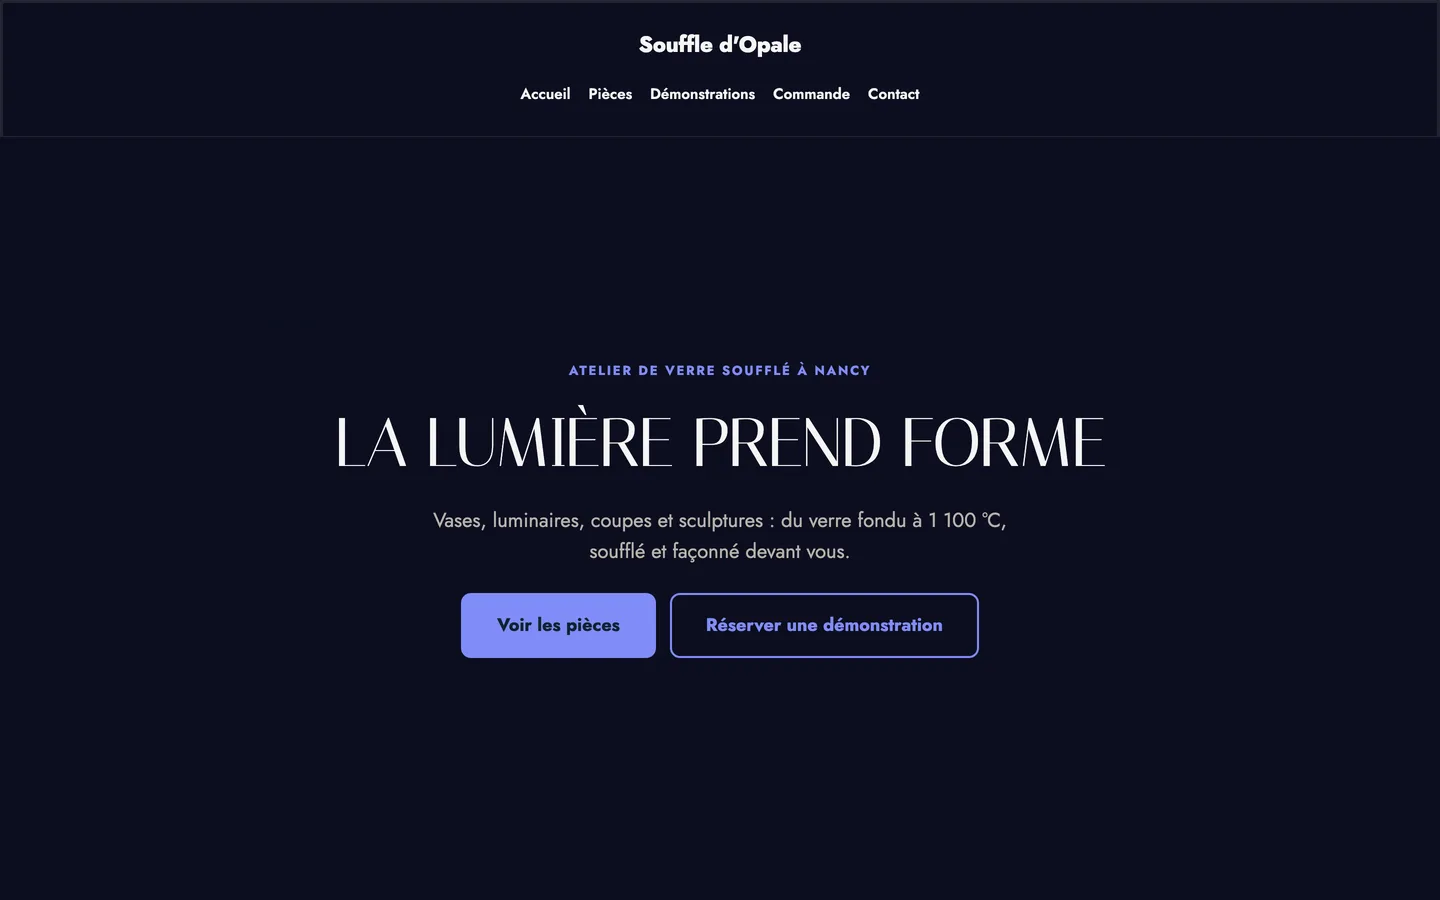 Souffle d'Opale
Accueil Pièces Démonstrations Commande Contact
ATELIER DE VERRE SOUFFLÉ À NANCY
LA LUMIÈRE PREND FORME
Vases, luminaires, coupes et sculptures : du verre fondu à 1 100 °C,
soufflé et façonné devant vous.
Voir les pièces
Réserver une démonstration